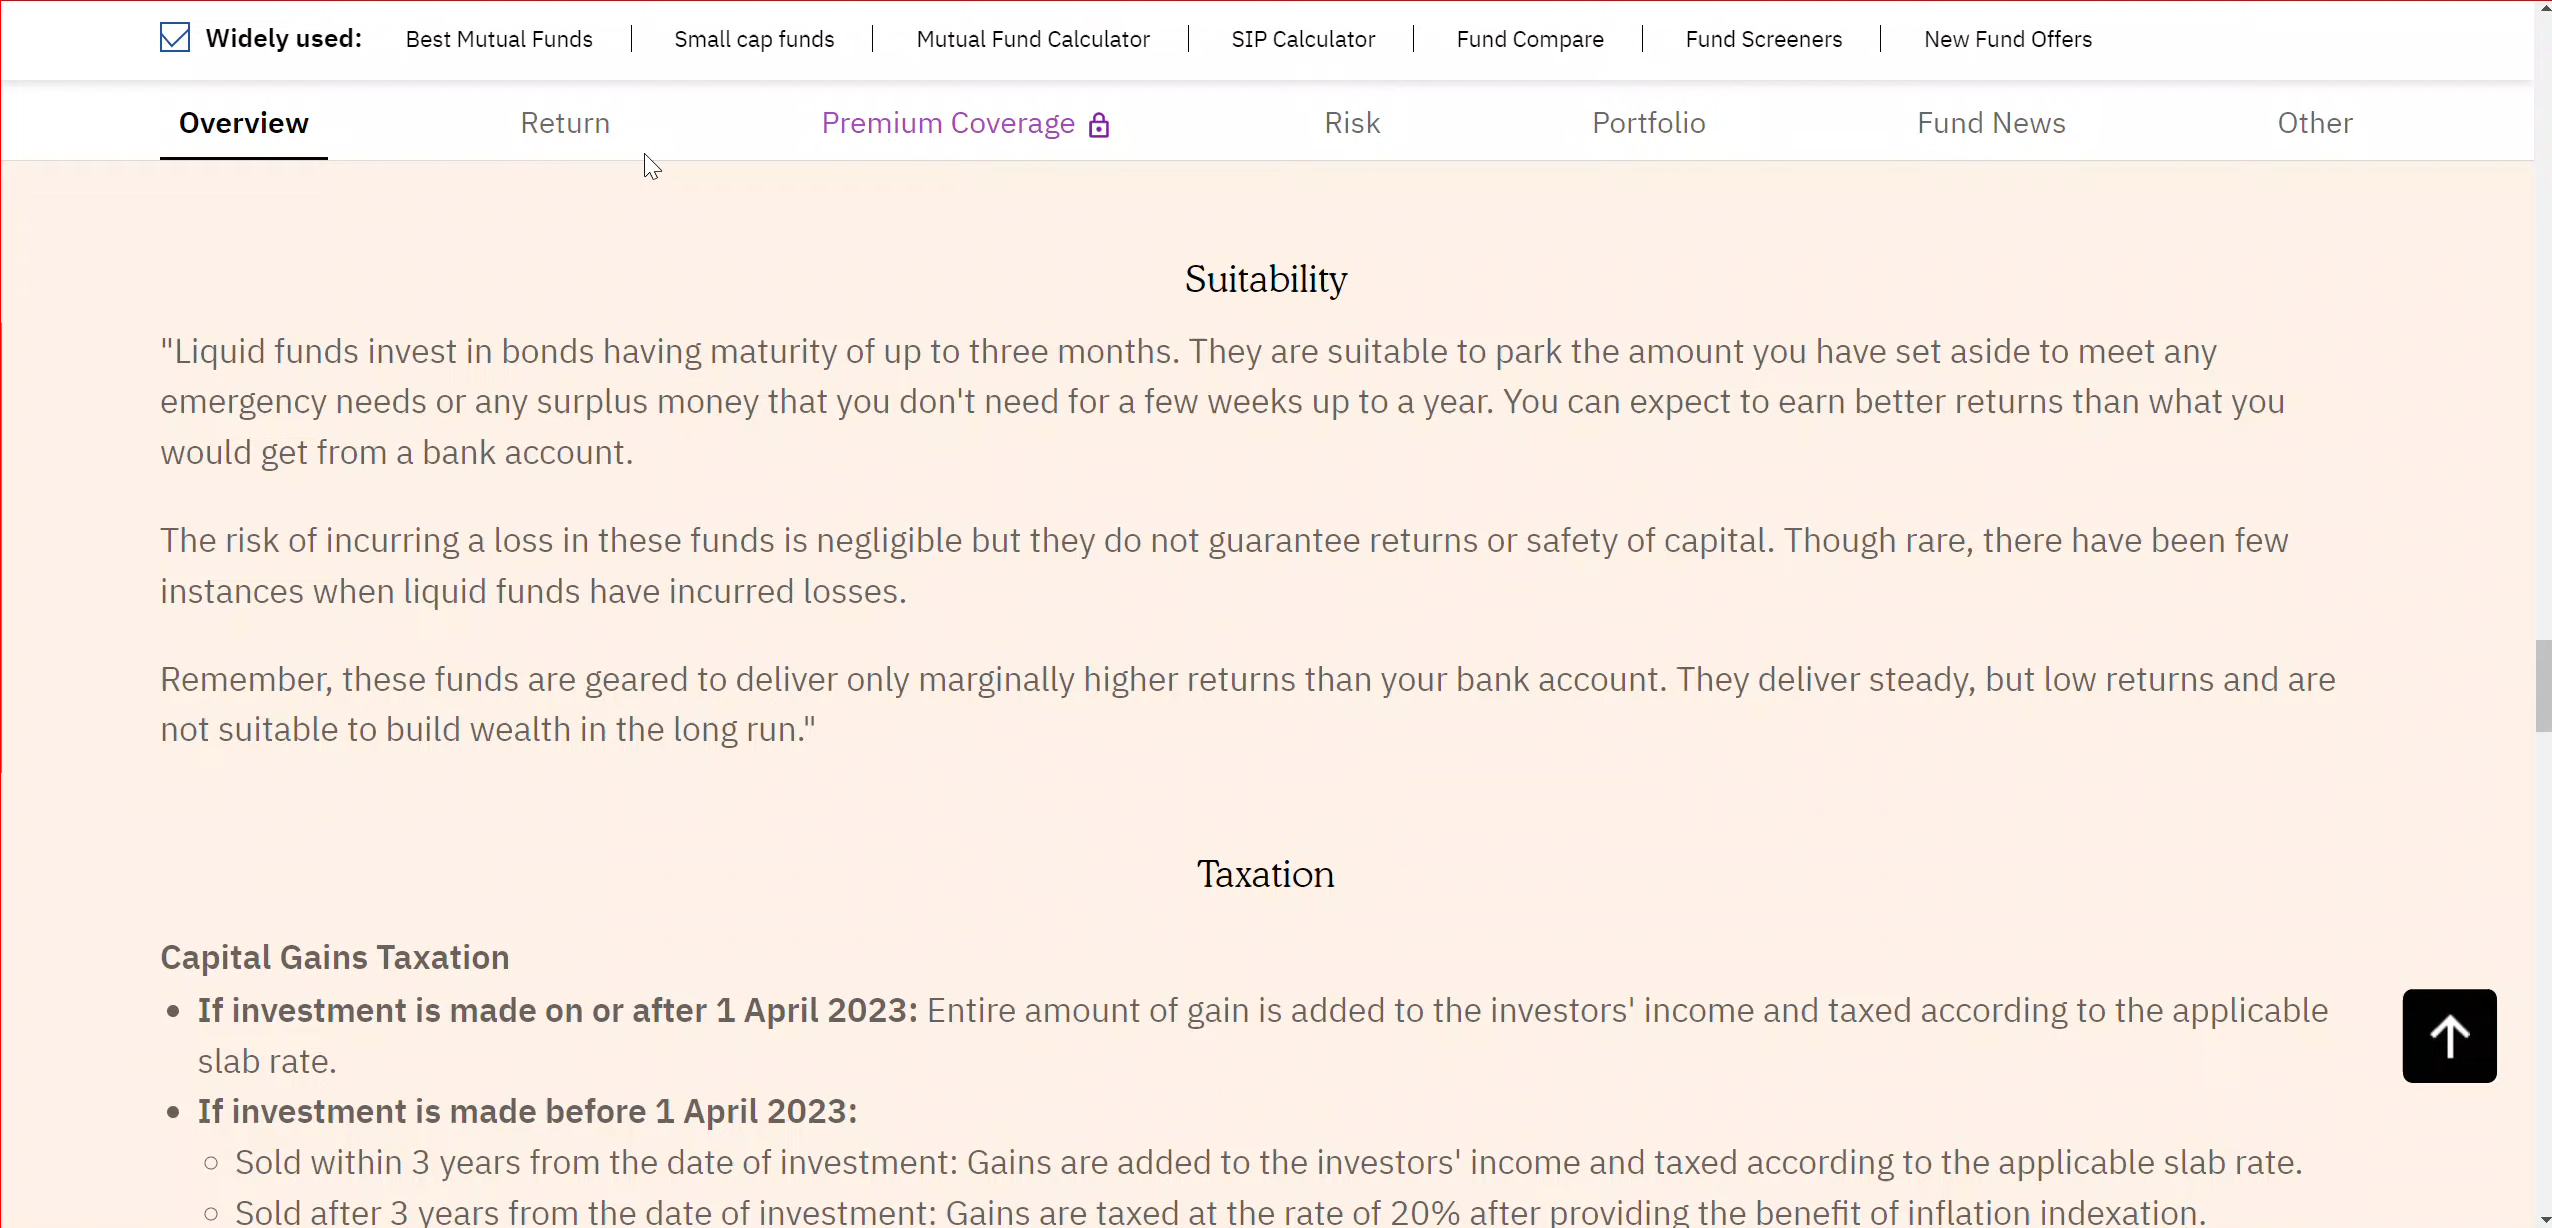 Widely used: Best Mutual Funds Small cap funds Mutual Fund Calculator SIP Calculator Fund Compare Fund Screeners New Fund Offers
Overview Return Premium Coverage Risk Portfolio Fund News Other
Suitability
"Liquid funds invest in bonds having maturity of up to three months. They are suitable to park the amount you have set aside to meet any
emergency needs or any surplus money that you don't need for a few weeks up to a year. You can expect to earn better returns than what you
would get from a bank account.
The risk of incurring a loss in these funds is negligible but they do not guarantee returns or safety of capital. Though rare, there have been few
instances when liquid funds have incurred losses.
Remember, these funds are geared to deliver only marginally higher returns than your bank account. They deliver steady, but low returns and are
not suitable to build wealth in the long run."
Taxation
Capital Gains Taxation
• If investment is made on or after 1 April 2023: Entire amount of gain is added to the investors' income and taxed according to the applicable
slab rate.
• If investment is made before 1 April 2023:
○ Sold within 3 years from the date of investment: Gains are added to the investors' income and taxed according to the applicable slab rate.
○ Sold after 3 years from the date of investment: Gains are taxed at the rate of 20% after providing the benefit of inflation indexation.